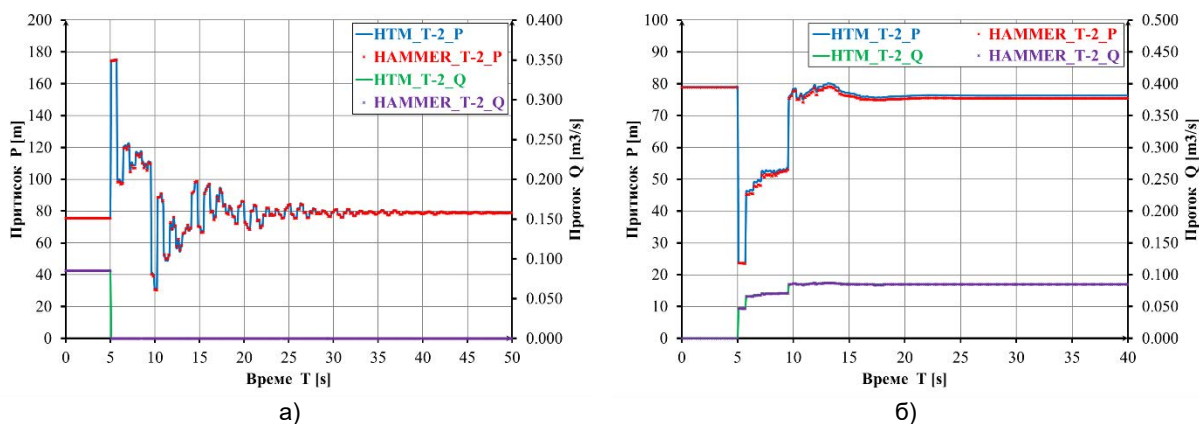 200
180
160
140
120
100
80
60
40
20
0
Притисок P [m]
0.400
0.350
0.300
0.250
0.200
0.150
0.100
0.050
0.000
Проток Q [m3/s]
HTM_T-2_P
HAMMER_T-2_P
HTM_T-2_Q
HAMMER_T-2_Q
0 5 10 15 20 25 30 35 40 45 50
Време T [s]
а)
100
90
80
70
60
50
40
30
20
10
0
Притисок P [m]
0.500
0.450
0.400
0.350
0.300
0.250
0.200
0.150
0.100
0.050
0.000
Проток Q [m3/s]
HTM_T-2_P HAMMER_T-2_P
HTM_T-2_Q HAMMER_T-2_Q
0 5 10 15 20 25 30 35 40
Време T [s]
б)